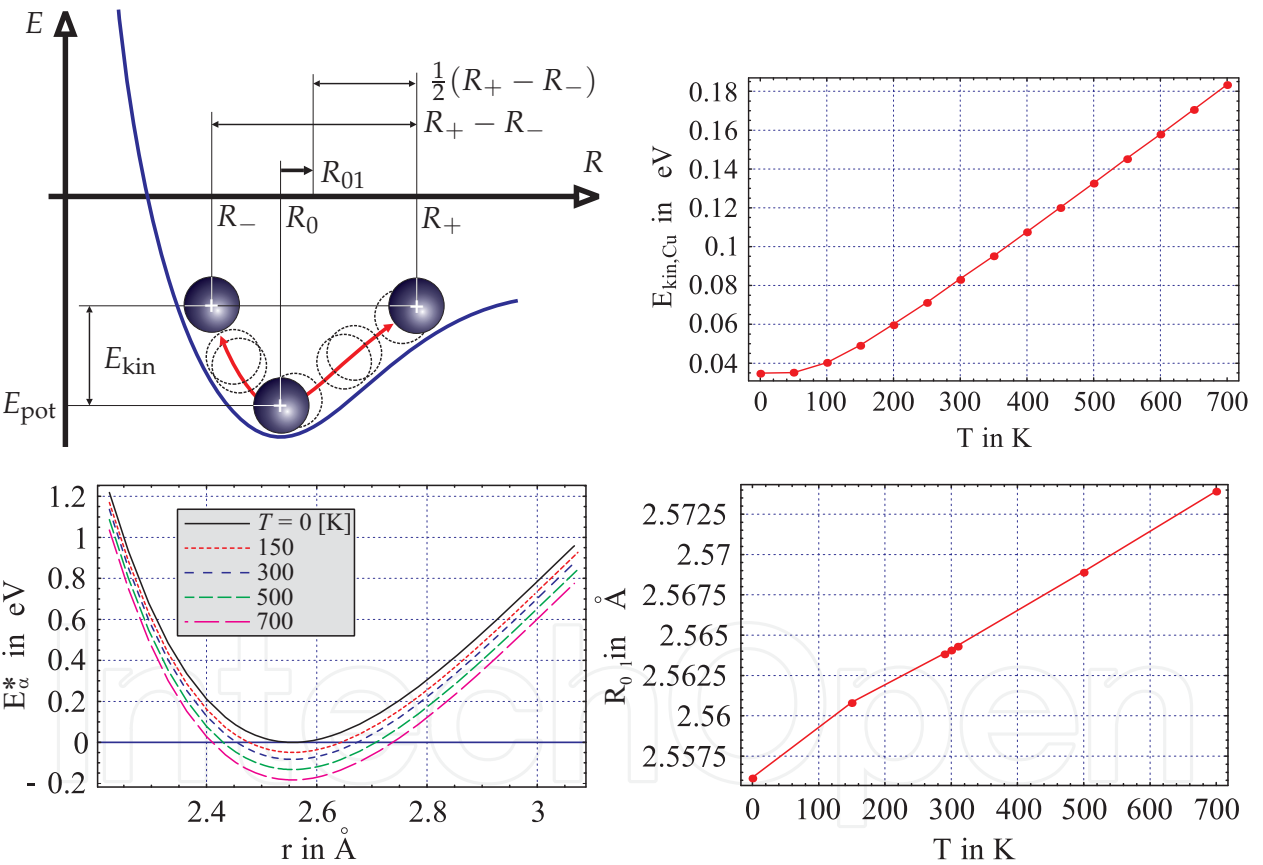 E
½(R₊ − R₋)
R₊ − R₋
R₀₁
R
R₋
R₀
R₊
E_kin
E_pot
0.18
0.16
0.14
0.12
0.1
0.08
0.06
0.04
E_kin,Cu in eV
0 100 200 300 400 500 600 700
T in K
1.2
1
0.8
0.6
0.4
0.2
0
- 0.2
E*_α in eV
T = 0 [K]
150
300
500
700
2.4 2.6 2.8 3
r in Å
2.5725
2.57
2.5675
2.565
2.5625
2.56
2.5575
R₀₁ in Å
0 100 200 300 400 500 600 700
T in K
IntechOpen